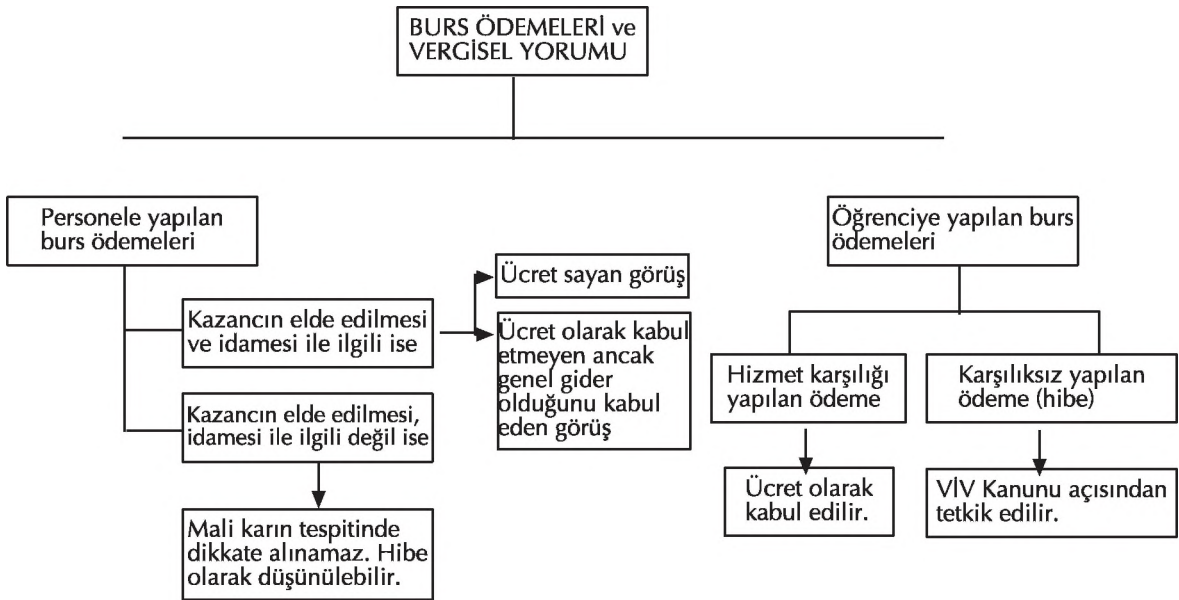 BURS ÖDEMELERİ ve
VERGİSEL YORUMU
Personele yapılan
burs ödemeleri
Öğrenciye yapılan burs
ödemeleri
Ücret sayan görüş
Kazancın elde edilmesi
ve idamesi ile ilgili ise
Ücret olarak kabul
etmeyen ancak
genel gider
olduğunu kabul
eden görüş
Kazancın elde edilmesi,
idamesi ile ilgili değil ise
Mali karın tespitinde
dikkate alınamaz. Hibe
olarak düşünülebilir.
Hizmet karşılığı
yapılan ödeme
Karşılıksız yapılan
ödeme (hibe)
Ücret olarak
kabul edilir.
VİV Kanunu açısından
tetkik edilir.